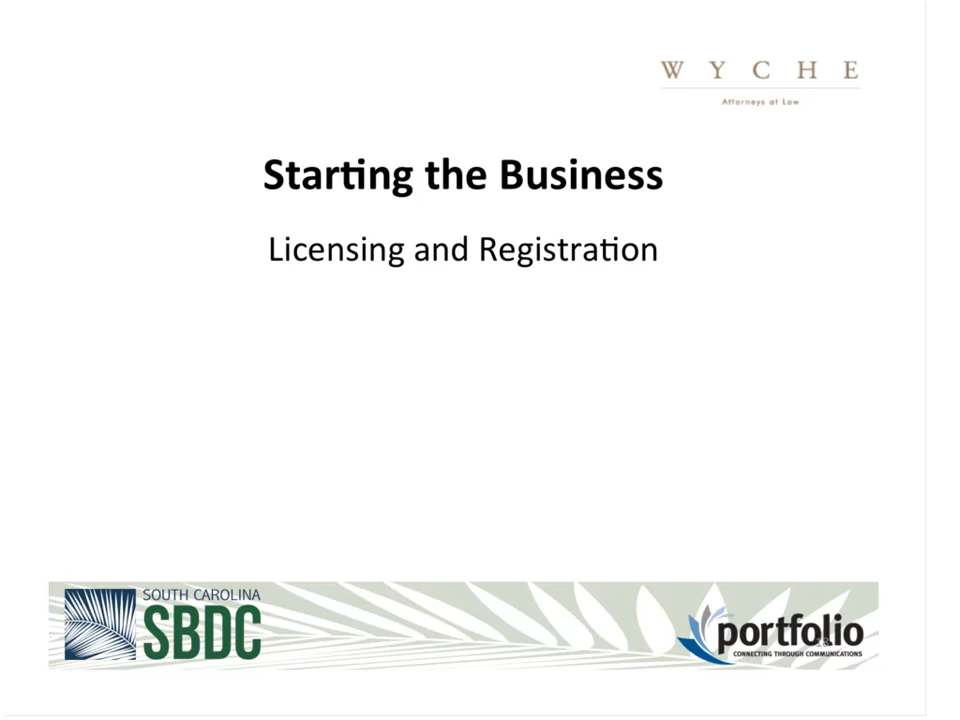 W Y C H E
Attorneys at Law
Starting the Business
Licensing and Registration
SOUTH CAROLINA
SBDC
portfolio
CONNECTING THROUGH COMMUNICATIONS